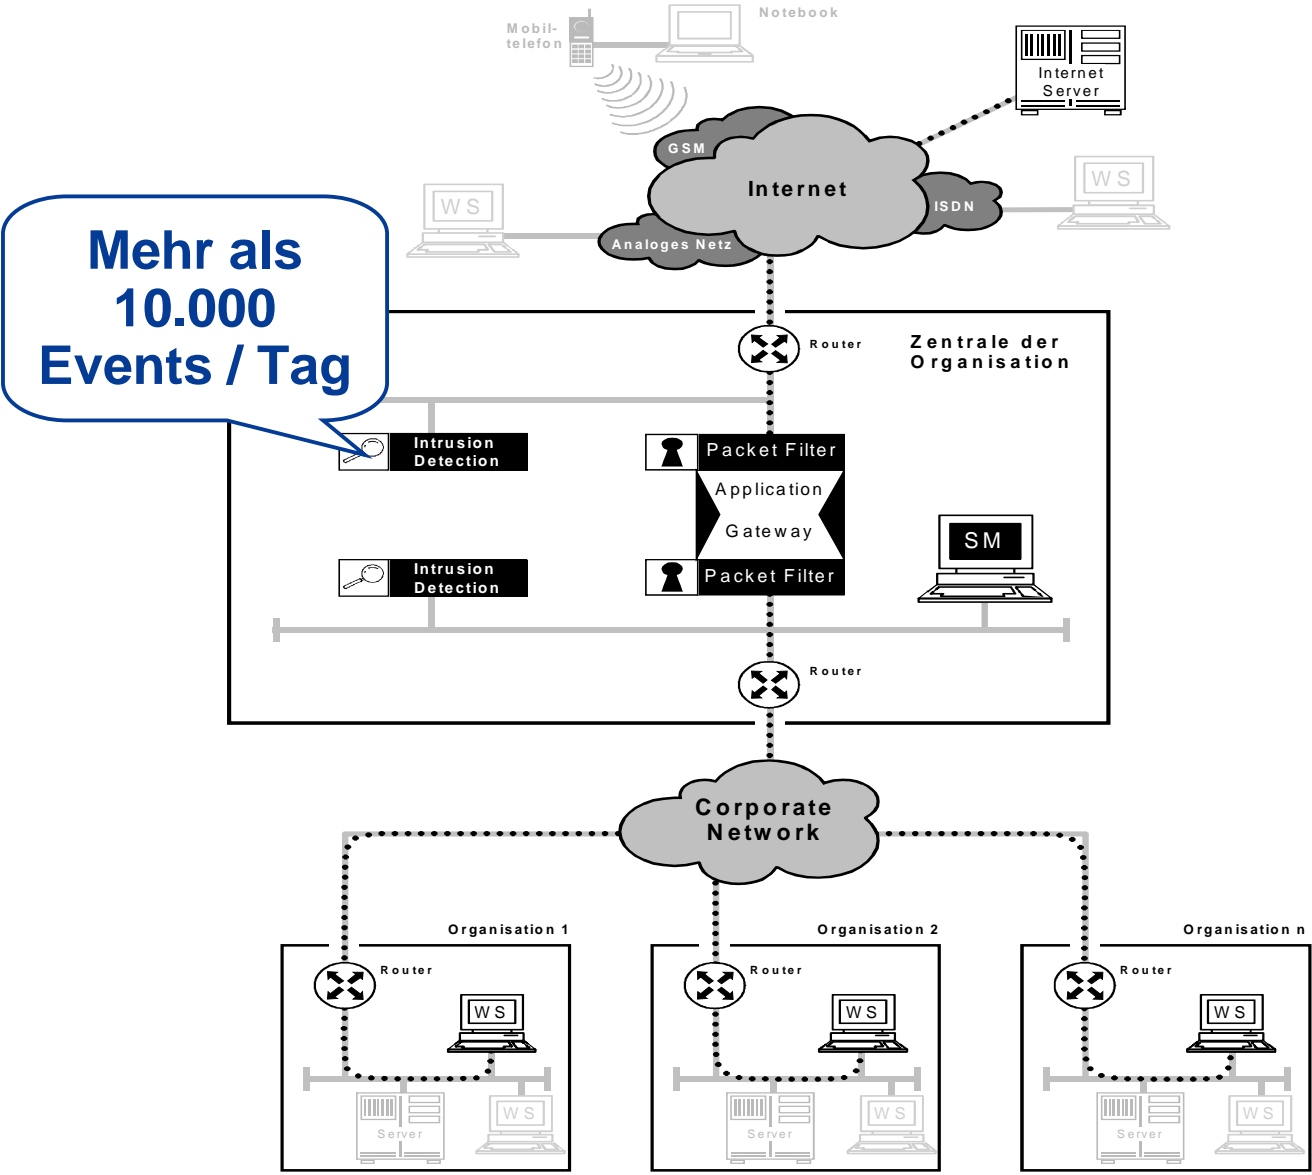 Notebook
Mobil-
telefon
Internet
Server
GSM
Internet
WS
WS
ISDN
Analoges Netz
Mehr als
10.000
Events / Tag
Router
Zentrale der
Organisation
Intrusion
Detection
Packet Filter
Application
Gateway
SM
Intrusion
Detection
Packet Filter
Router
Corporate
Network
Organisation 1
Organisation 2
Organisation n
Router
Router
Router
WS
WS
WS
Server
WS
Server
WS
Server
WS